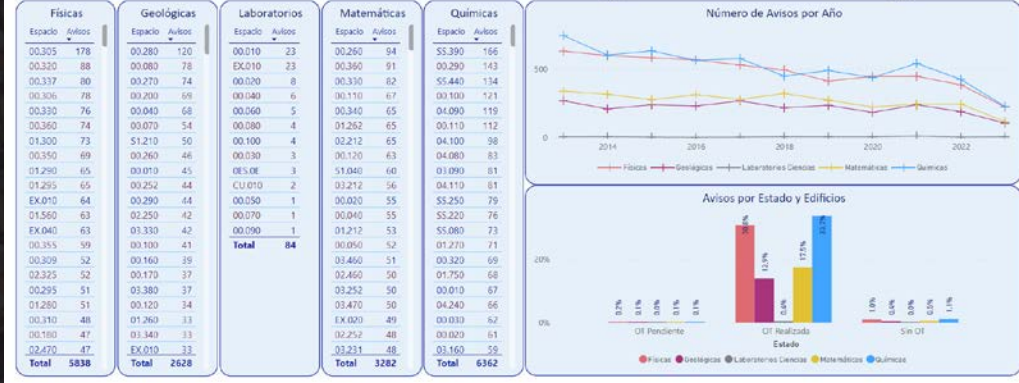 Físicas
Espacio Avisos
00.305 178
00.320 88
00.337 80
00.306 78
00.330 76
00.360 74
01.300 73
00.350 69
01.290 65
01.295 65
EX.010 64
01.560 63
EX.040 63
00.355 59
00.309 52
02.325 52
00.295 51
01.280 51
00.310 48
00.180 47
02.470 47
Total 5838
Geológicas
Espacio Avisos
00.280 120
00.080 78
00.270 74
00.200 69
00.040 68
00.070 54
S1.210 50
00.260 46
00.010 45
00.252 44
00.290 44
02.250 42
03.330 42
00.100 41
00.160 39
00.170 37
03.380 37
00.120 34
01.260 33
03.340 33
EX.010 33
Total 2628
Laboratorios
Espacio Avisos
00.010 23
EX.010 23
00.020 8
00.040 6
00.060 5
00.080 4
00.100 4
00.030 3
0ES.0E 3
CU.010 2
00.050 1
00.070 1
00.090 1
Total 84
Matemáticas
Espacio Avisos
00.260 94
00.360 91
00.330 82
00.110 67
00.340 65
01.262 65
02.212 65
00.120 63
S1.040 60
03.212 56
00.020 55
00.040 55
01.212 53
00.050 52
03.460 51
02.460 50
03.252 50
03.470 50
EX.020 49
02.252 48
03.231 48
Total 3282
Químicas
Espacio Avisos
SS.390 166
00.290 143
SS.440 134
00.100 121
04.090 119
00.110 112
04.100 98
04.080 83
03.090 81
04.110 81
SS.250 79
SS.220 76
SS.080 73
01.270 71
00.320 69
01.750 68
00.010 67
04.240 66
00.030 62
00.020 61
03.160 59
Total 6362
Número de Avisos por Año
500
0
2014 2016 2018 2020 2022
Físicas Geológicas Laboratorios Ciencias Matemáticas Químicas
Avisos por Estado y Edificios
20%
0%
0.2% 0.1% 0.0% 0.1% 0.1%
30.8% 13.9% 0.4% 17.5% 33.7%
1.0% 0.4% 0.0% 0.5% 1.1%
OT Pendiente OT Realizada Sin OT
Estado
Físicas Geológicas Laboratorios Ciencias Matemáticas Químicas